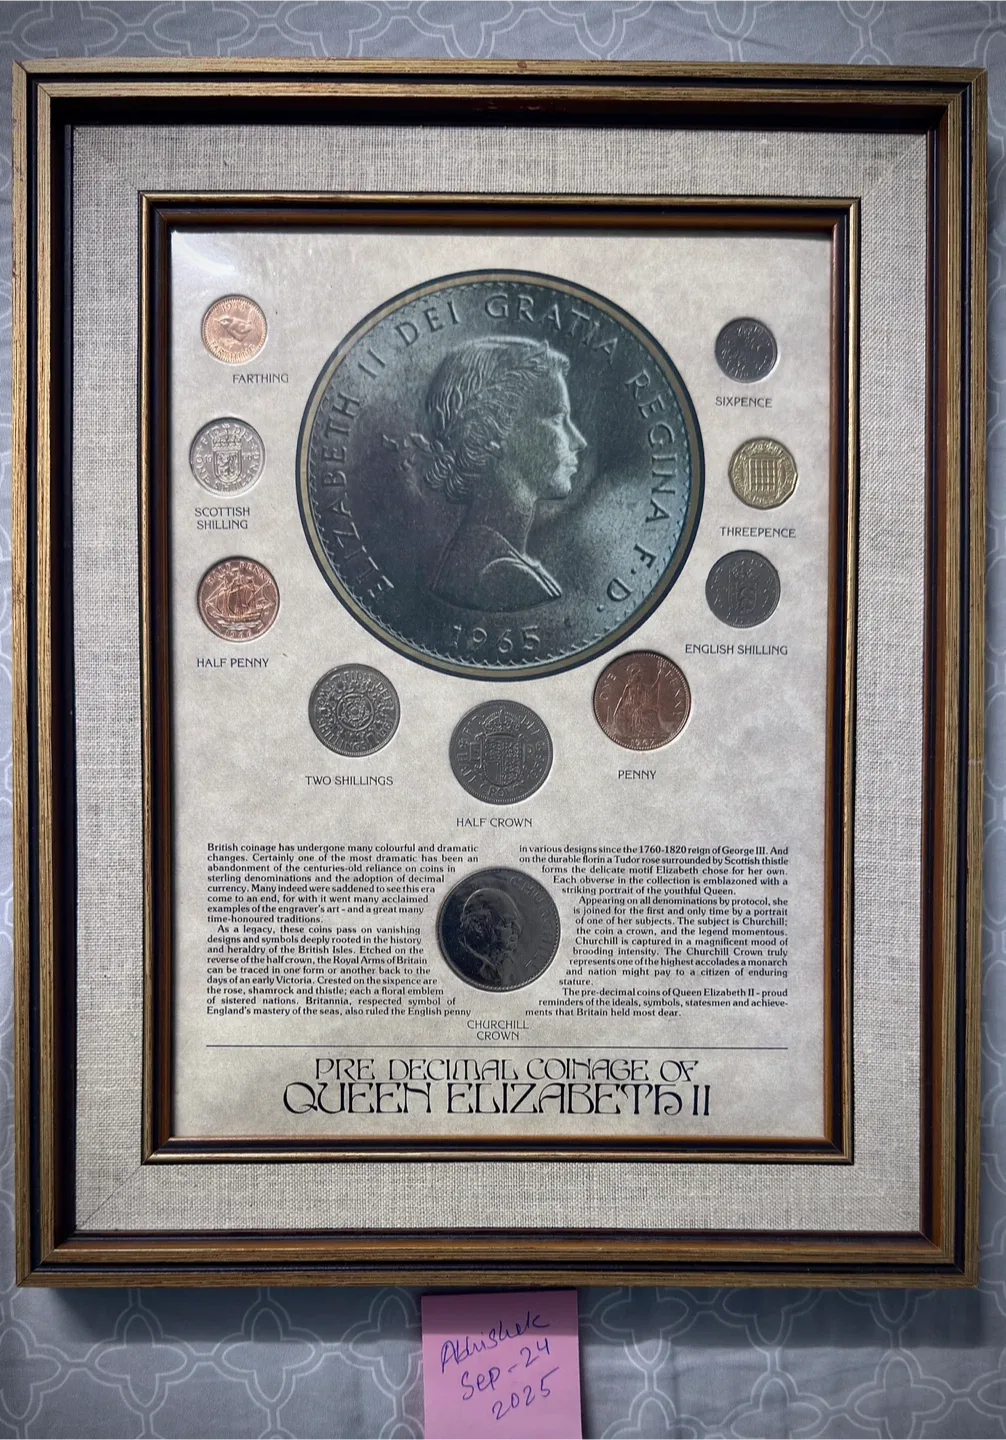 ELIZABETH II DEI GRATIA REGINA F·D·
1965
FARTHING
SIXPENCE
SCOTTISH
SHILLING
THREEPENCE
HALF PENNY
ENGLISH SHILLING
TWO SHILLINGS
ONE PENNY
1967
PENNY
HALF CROWN
British coinage has undergone many colourful and dramatic
changes. Certainly one of the most dramatic has been an
abandonment of the centuries-old reliance on coins in
sterling denominations and the adoption of decimal
currency. Many indeed were saddened to see this era
come to an end, for with it went many acclaimed
examples of the engraver's art - and a great many
time-honoured traditions.
As a legacy, these coins pass on vanishing
designs and symbols deeply rooted in the history
and heraldry of the British Isles. Etched on the
reverse of the half crown, the Royal Arms of Britain
can be traced in one form or another back to the
days of an early Victoria. Crested on the sixpence are
the rose, shamrock and thistle; each a floral emblem
of sistered nations. Britannia, respected symbol of
England's mastery of the seas, also ruled the English penny
in various designs since the 1760-1820 reign of George III. And
on the durable florin a Tudor rose surrounded by Scottish thistle
forms the delicate motif Elizabeth chose for her own.
Each obverse in the collection is emblazoned with a
striking portrait of the youthful Queen.
Appearing on all denominations by protocol, she
is joined for the first and only time by a portrait
of one of her subjects. The subject is Churchill;
the coin a crown, and the legend momentous.
Churchill is captured in a magnificent mood of
brooding intensity. The Churchill Crown truly
represents one of the highest accolades a monarch
and nation might pay to a citizen of enduring
stature.
The pre-decimal coins of Queen Elizabeth II - proud
reminders of the ideals, symbols, statesmen and achieve-
ments that Britain held most dear.
CHURCHILL
CROWN
PRE DECIMAL COINAGE OF
QUEEN ELIZABETH II
Abhishek
Sep-24
2025